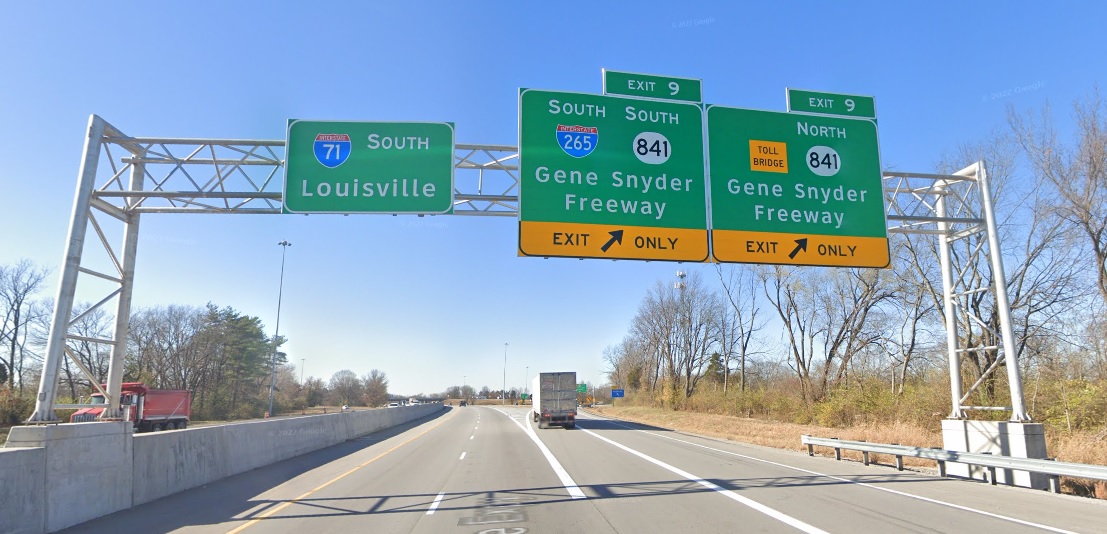 INTERSTATE
71
SOUTH
Louisville
EXIT 9
SOUTH SOUTH
INTERSTATE
265
841
Gene Snyder
Freeway
EXIT ONLY
EXIT 9
NORTH
TOLL
BRIDGE
841
Gene Snyder
Freeway
EXIT ONLY